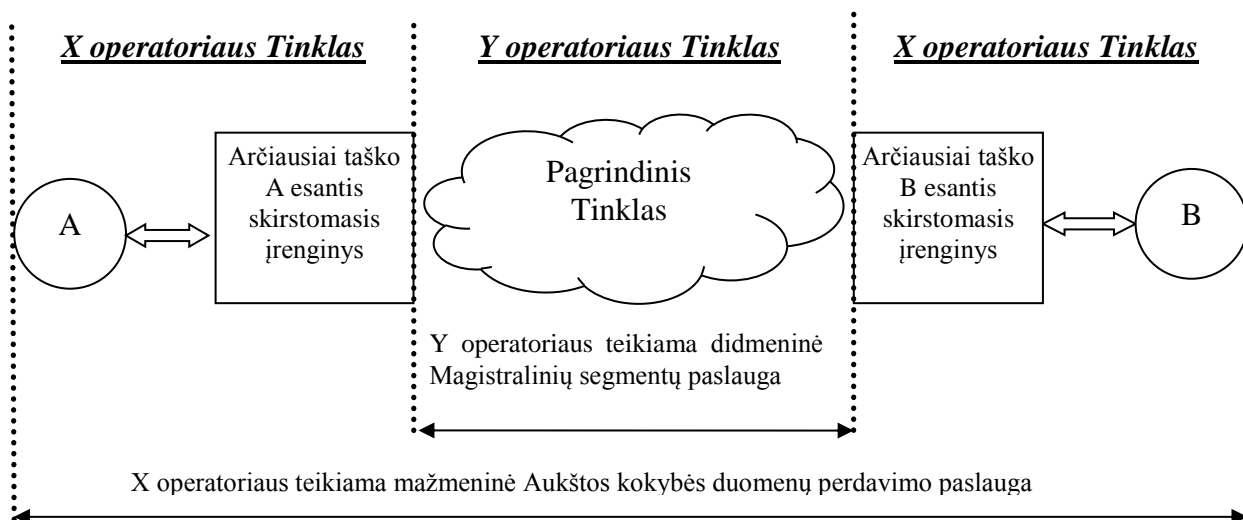 X operatoriaus Tinklas
Y operatoriaus Tinklas
X operatoriaus Tinklas
A
Arčiausiai taško
A esantis
skirstomasis
įrenginys
Pagrindinis
Tinklas
Arčiausiai taško
B esantis
skirstomasis
įrenginys
B
Y operatoriaus teikiama didmeninė
Magistralinių segmentų paslauga
X operatoriaus teikiama mažmeninė Aukštos kokybės duomenų perdavimo paslauga